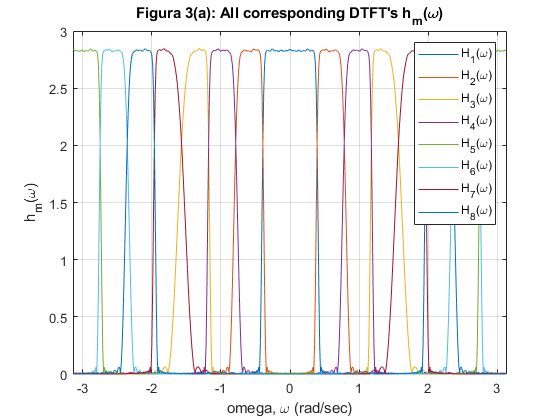 Figura 3(a): All corresponding DTFT's h_m(ω)
h_m(ω)
3
2.5
2
1.5
1
0.5
0
-3
-2
-1
0
1
2
3
omega, ω (rad/sec)
H_1(ω)
H_2(ω)
H_3(ω)
H_4(ω)
H_5(ω)
H_6(ω)
H_7(ω)
H_8(ω)